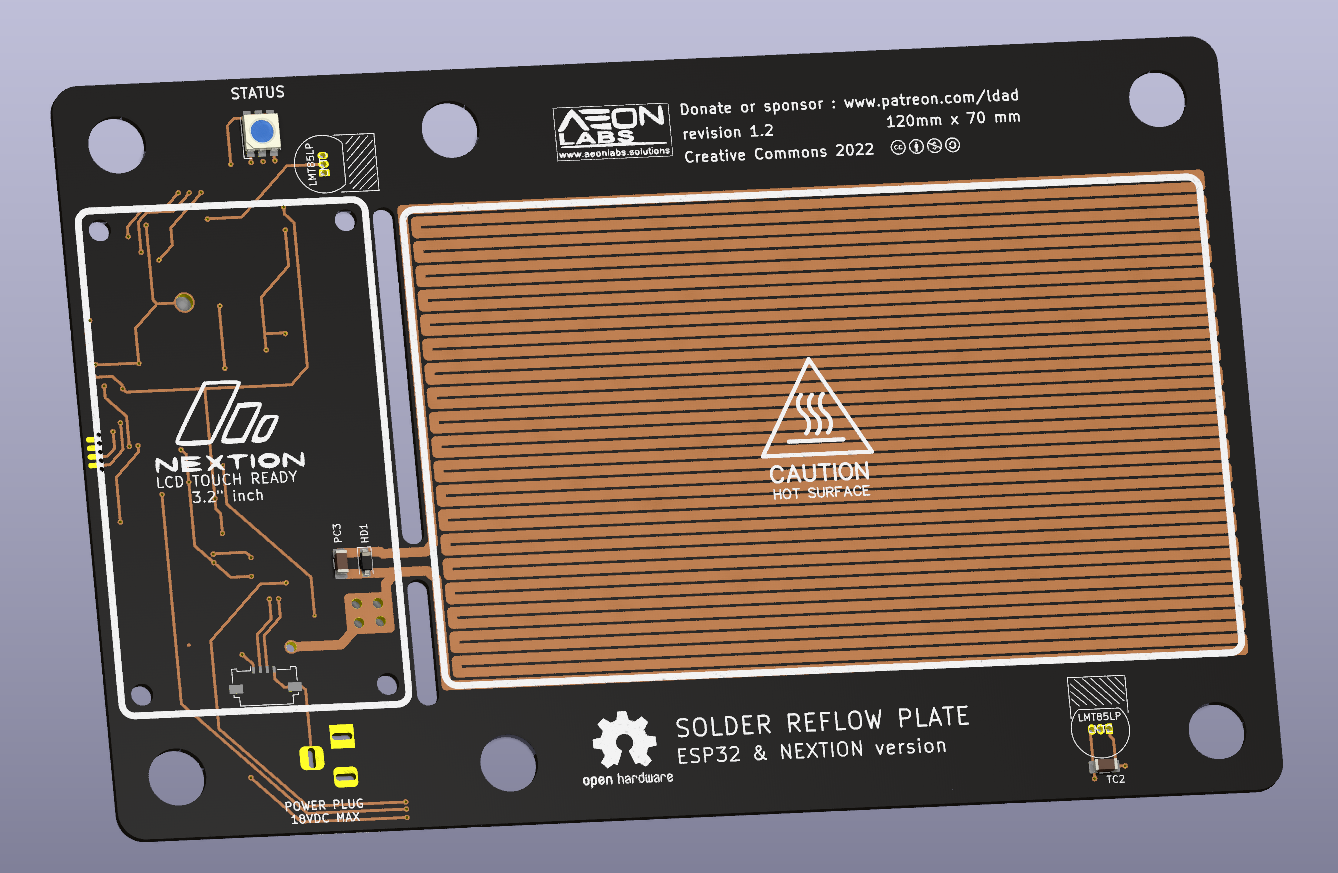 STATUS
LMT85LP
AEON
LABS
www.aeonlabs.solutions
Donate or sponsor : www.patreon.com/ldad
revision 1.2
120mm x 70 mm
Creative Commons 2022
cc
NEXTION
LCD TOUCH READY
3.2" inch
PC3
HD1
CAUTION
HOT SURFACE
POWER PLUG
18VDC MAX
open hardware
SOLDER REFLOW PLATE
ESP32 & NEXTION version
LMT85LP
TC2